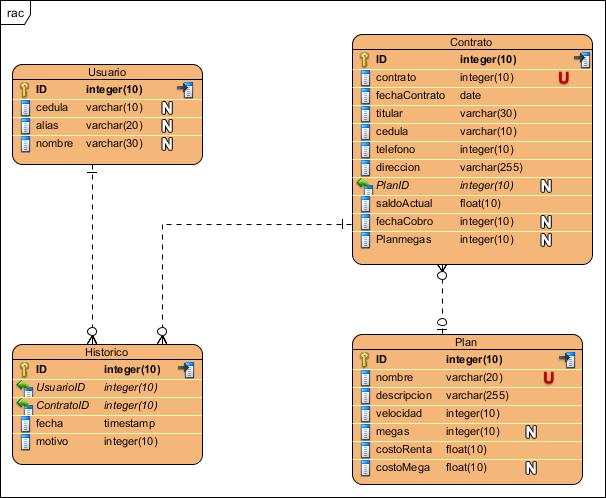 rac
Usuario
ID integer(10)
cedula varchar(10) N
alias varchar(20) N
nombre varchar(30) N
Contrato
ID integer(10)
contrato integer(10) U
fechaContrato date
titular varchar(30)
cedula varchar(10)
telefono integer(10)
direccion varchar(255)
PlanID integer(10) N
saldoActual float(10)
fechaCobro integer(10) N
Planmegas integer(10) N
Historico
ID integer(10)
UsuarioID integer(10)
ContratoID integer(10)
fecha timestamp
motivo integer(10)
Plan
ID integer(10)
nombre varchar(20) U
descripcion varchar(255)
velocidad integer(10)
megas integer(10) N
costoRenta float(10)
costoMega float(10) N